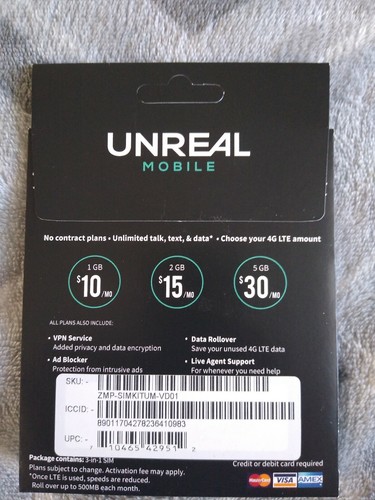 UNREAL
MOBILE
No contract plans • Unlimited talk, text, & data* • Choose your 4G LTE amount
1 GB
$10/MO
2 GB
$15/MO
5 GB
$30/MO
ALL PLANS ALSO INCLUDE:
• VPN Service
Added privacy and data encryption
• Ad Blocker
Protection from intrusive ads
• Data Rollover
Save your unused 4G LTE data
• Live Agent Support
For whenever you need help
SKU: -
ZMP-SIMKITUM-VD01
ICCID: -
89011704278236410983
UPC: -
7 10465 42951 2
Package contains: 3-in-1 SIM
Plans subject to change. Activation fee apply.
*Once LTE is used, speeds are reduced.
Roll over up to 500MB each month.
Credit or debit card required
MasterCard VISA AMEX